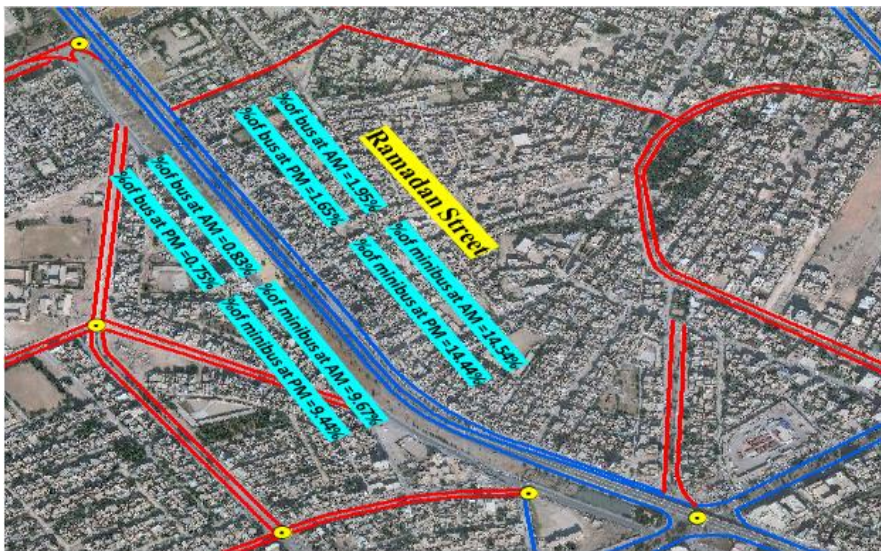 Ramadan Street
%of bus at AM =1.95%
%of bus at PM =1.65%
%of minibus at AM =14.54%
%of minibus at PM =14.44%
%of bus at AM =0.83%
%of bus at PM =0.75%
%of minibus at AM =9.67%
%of minibus at PM =9.44%